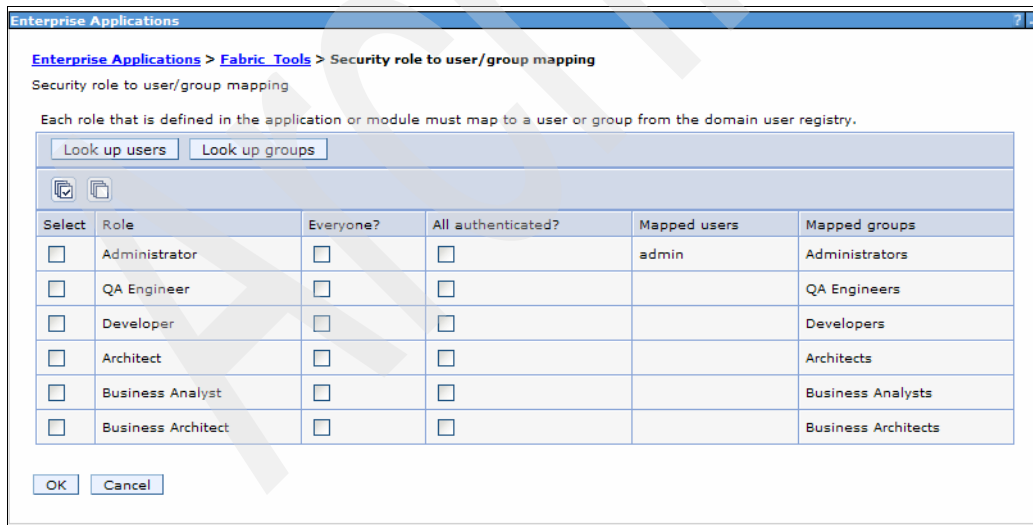 Enterprise Applications ? -
Enterprise Applications > Fabric_Tools > Security role to user/group mapping
Security role to user/group mapping
Each role that is defined in the application or module must map to a user or group from the domain user registry.
Look up users Look up groups
Select Role Everyone? All authenticated? Mapped users Mapped groups
Administrator admin Administrators
QA Engineer QA Engineers
Developer Developers
Architect Architects
Business Analyst Business Analysts
Business Architect Business Architects
OK Cancel